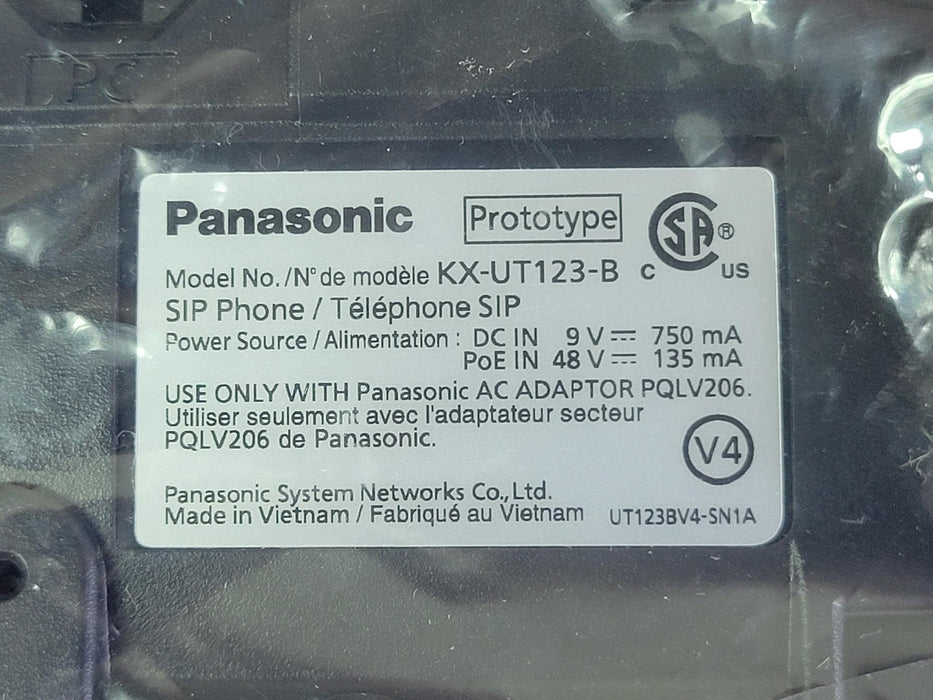 PC
Panasonic
Prototype
Model No./N° de modèle KX-UT123-B
SA®
C US
SIP Phone / Téléphone SIP
Power Source / Alimentation : DC IN 9 V⎓ 750 mA
PoE IN 48 V⎓ 135 mA
USE ONLY WITH Panasonic AC ADAPTOR PQLV206.
Utiliser seulement avec l'adaptateur secteur
PQLV206 de Panasonic.
V4
Panasonic System Networks Co.,Ltd.
Made in Vietnam / Fabriqué au Vietnam UT123BV4-SN1A